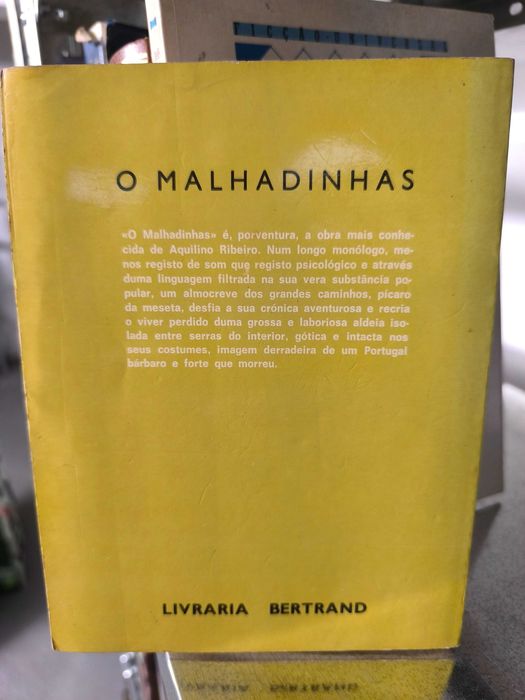 FICÇÃO-UNIVERSAL
O MALHADINHAS
«O Malhadinhas» é, porventura, a obra mais conhe-
cida de Aquilino Ribeiro. Num longo monólogo, me-
nos registo de som que registo psicológico e através
duma linguagem filtrada na sua vera substância po-
pular, um almocreve dos grandes caminhos, pícaro
da meseta, desfia a sua crónica aventurosa e recria
o viver perdido duma grossa e laboriosa aldeia iso-
lada entre serras do interior, gótica e intacta nos
seus costumes, imagem derradeira de um Portugal
bárbaro e forte que morreu.
LIVRARIA BERTRAND